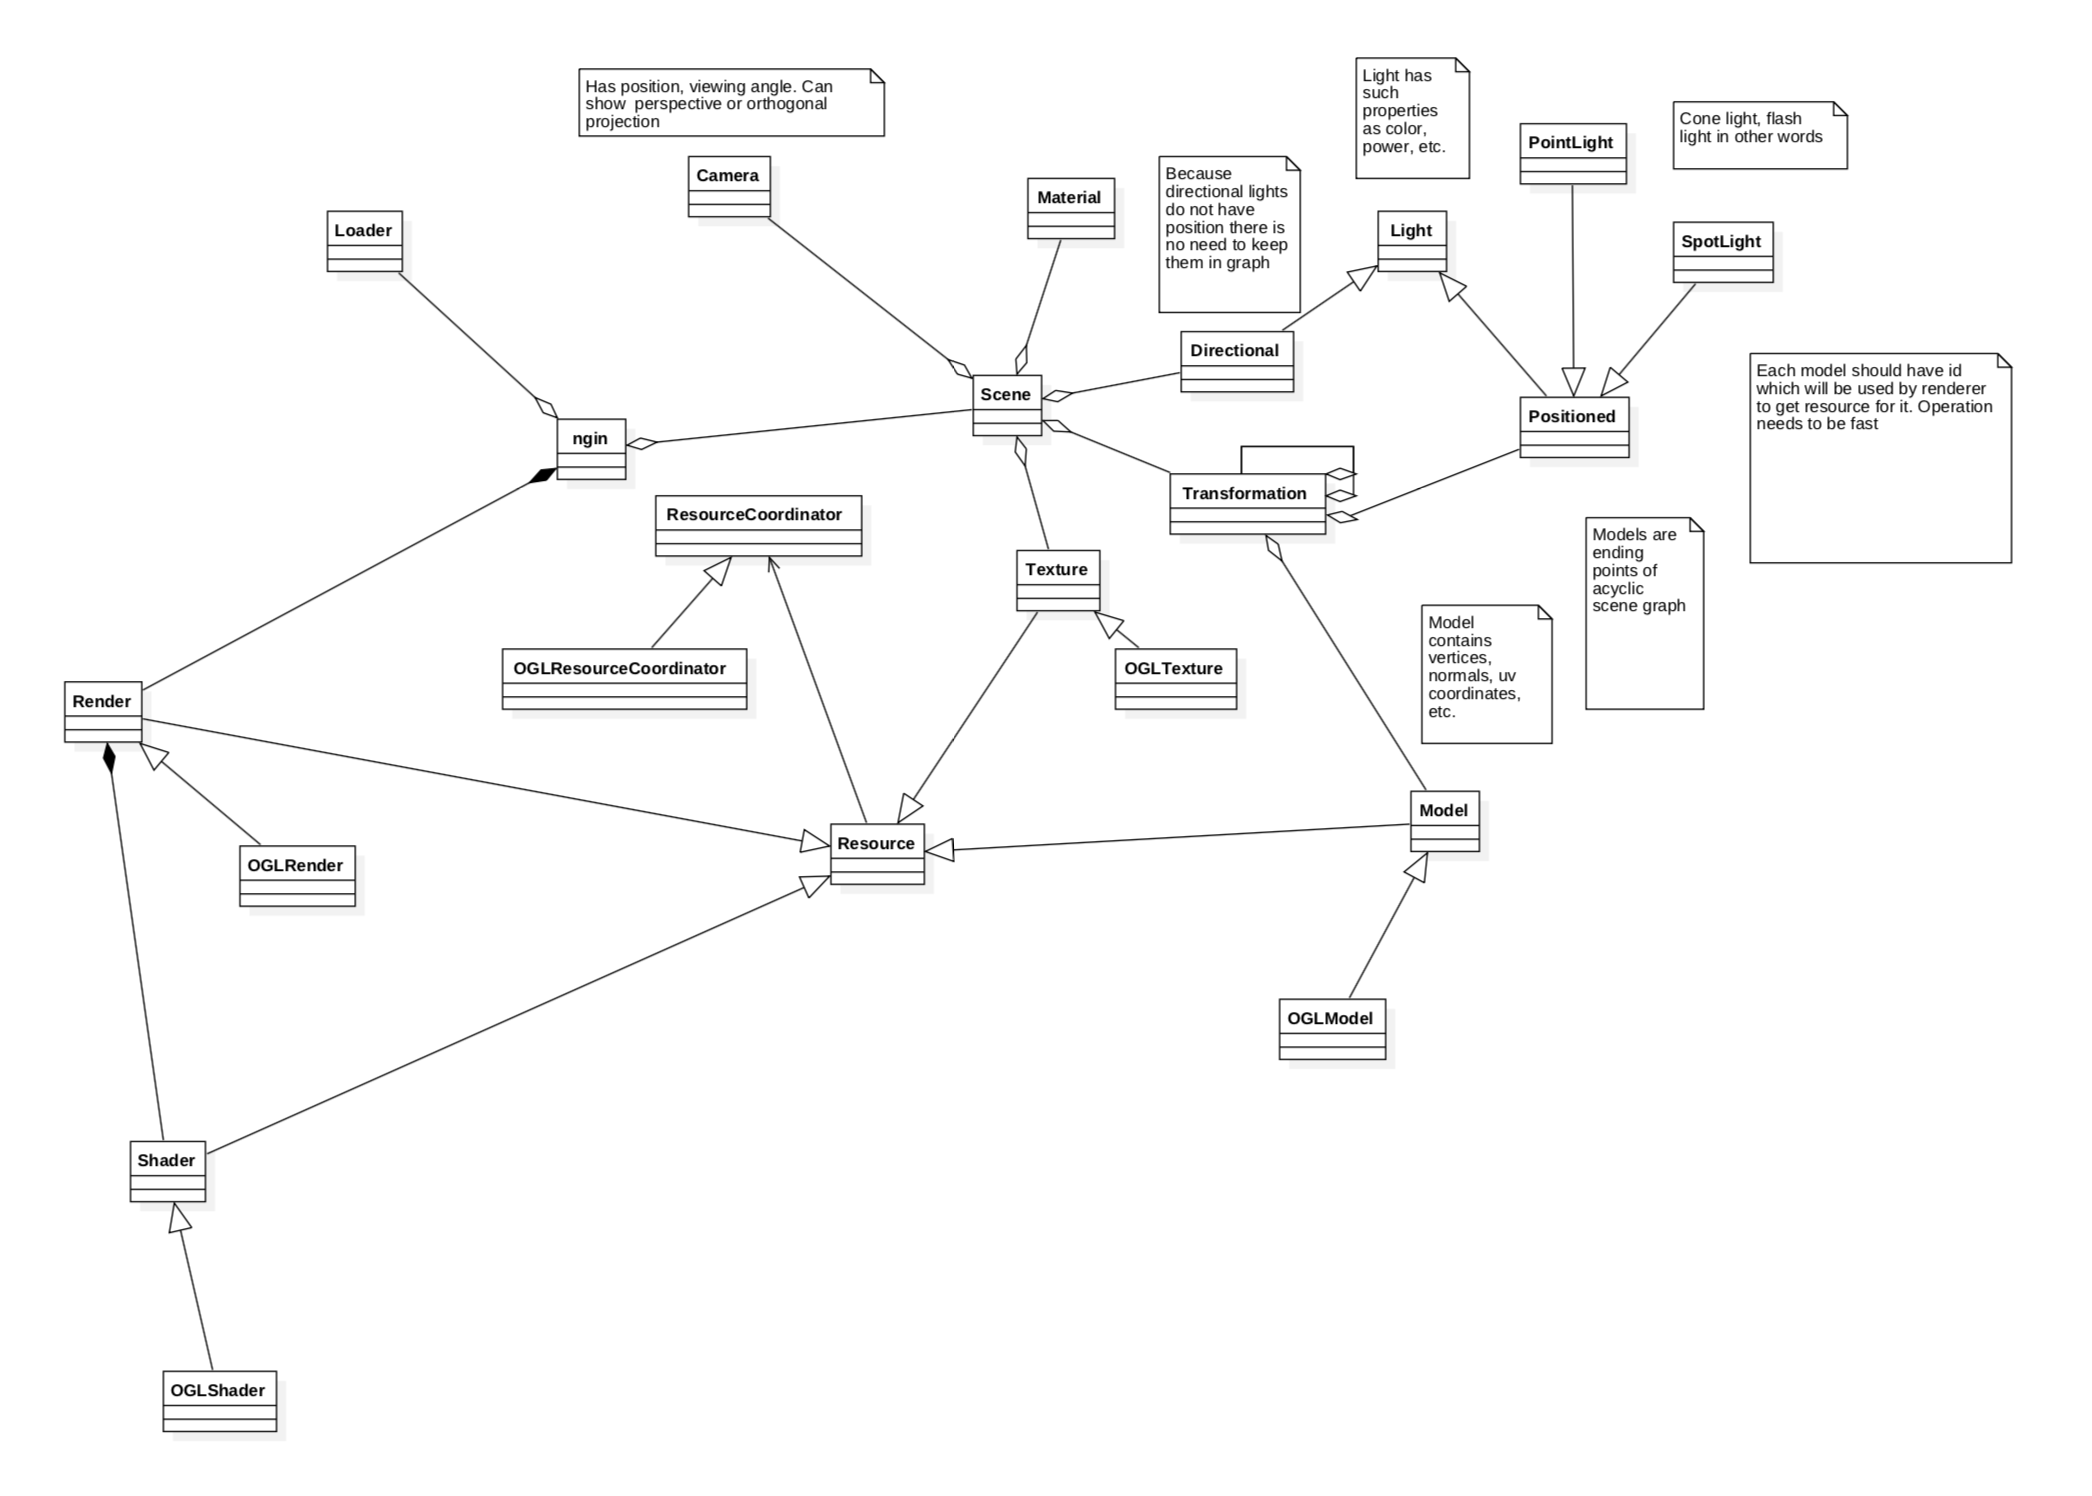 Has position, viewing angle. Can
show  perspective or orthogonal
projection
Light has
such
properties
as color,
power, etc.
Cone light, flash
light in other words
PointLight
Camera
Because
directional lights
do not have
position there is
no need to keep
them in graph
Material
Loader
Light
SpotLight
Directional
Each model should have id
which will be used by renderer
to get resource for it. Operation
needs to be fast
Scene
Positioned
ngin
Transformation
ResourceCoordinator
Models are
ending
points of
acyclic
scene graph
Texture
Model
contains
vertices,
normals, uv
coordinates,
etc.
OGLResourceCoordinator
OGLTexture
Render
Model
Resource
OGLRender
OGLModel
Shader
OGLShader